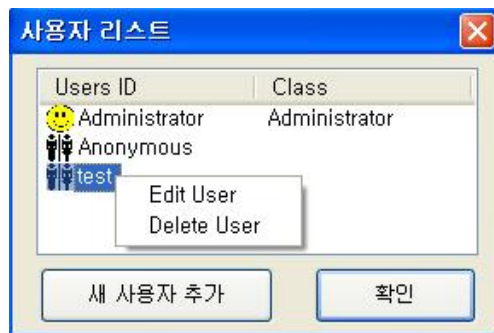 사용자 리스트
Users ID Class
Administrator Administrator
Anonymous
test
Edit User
Delete User
새 사용자 추가 확인